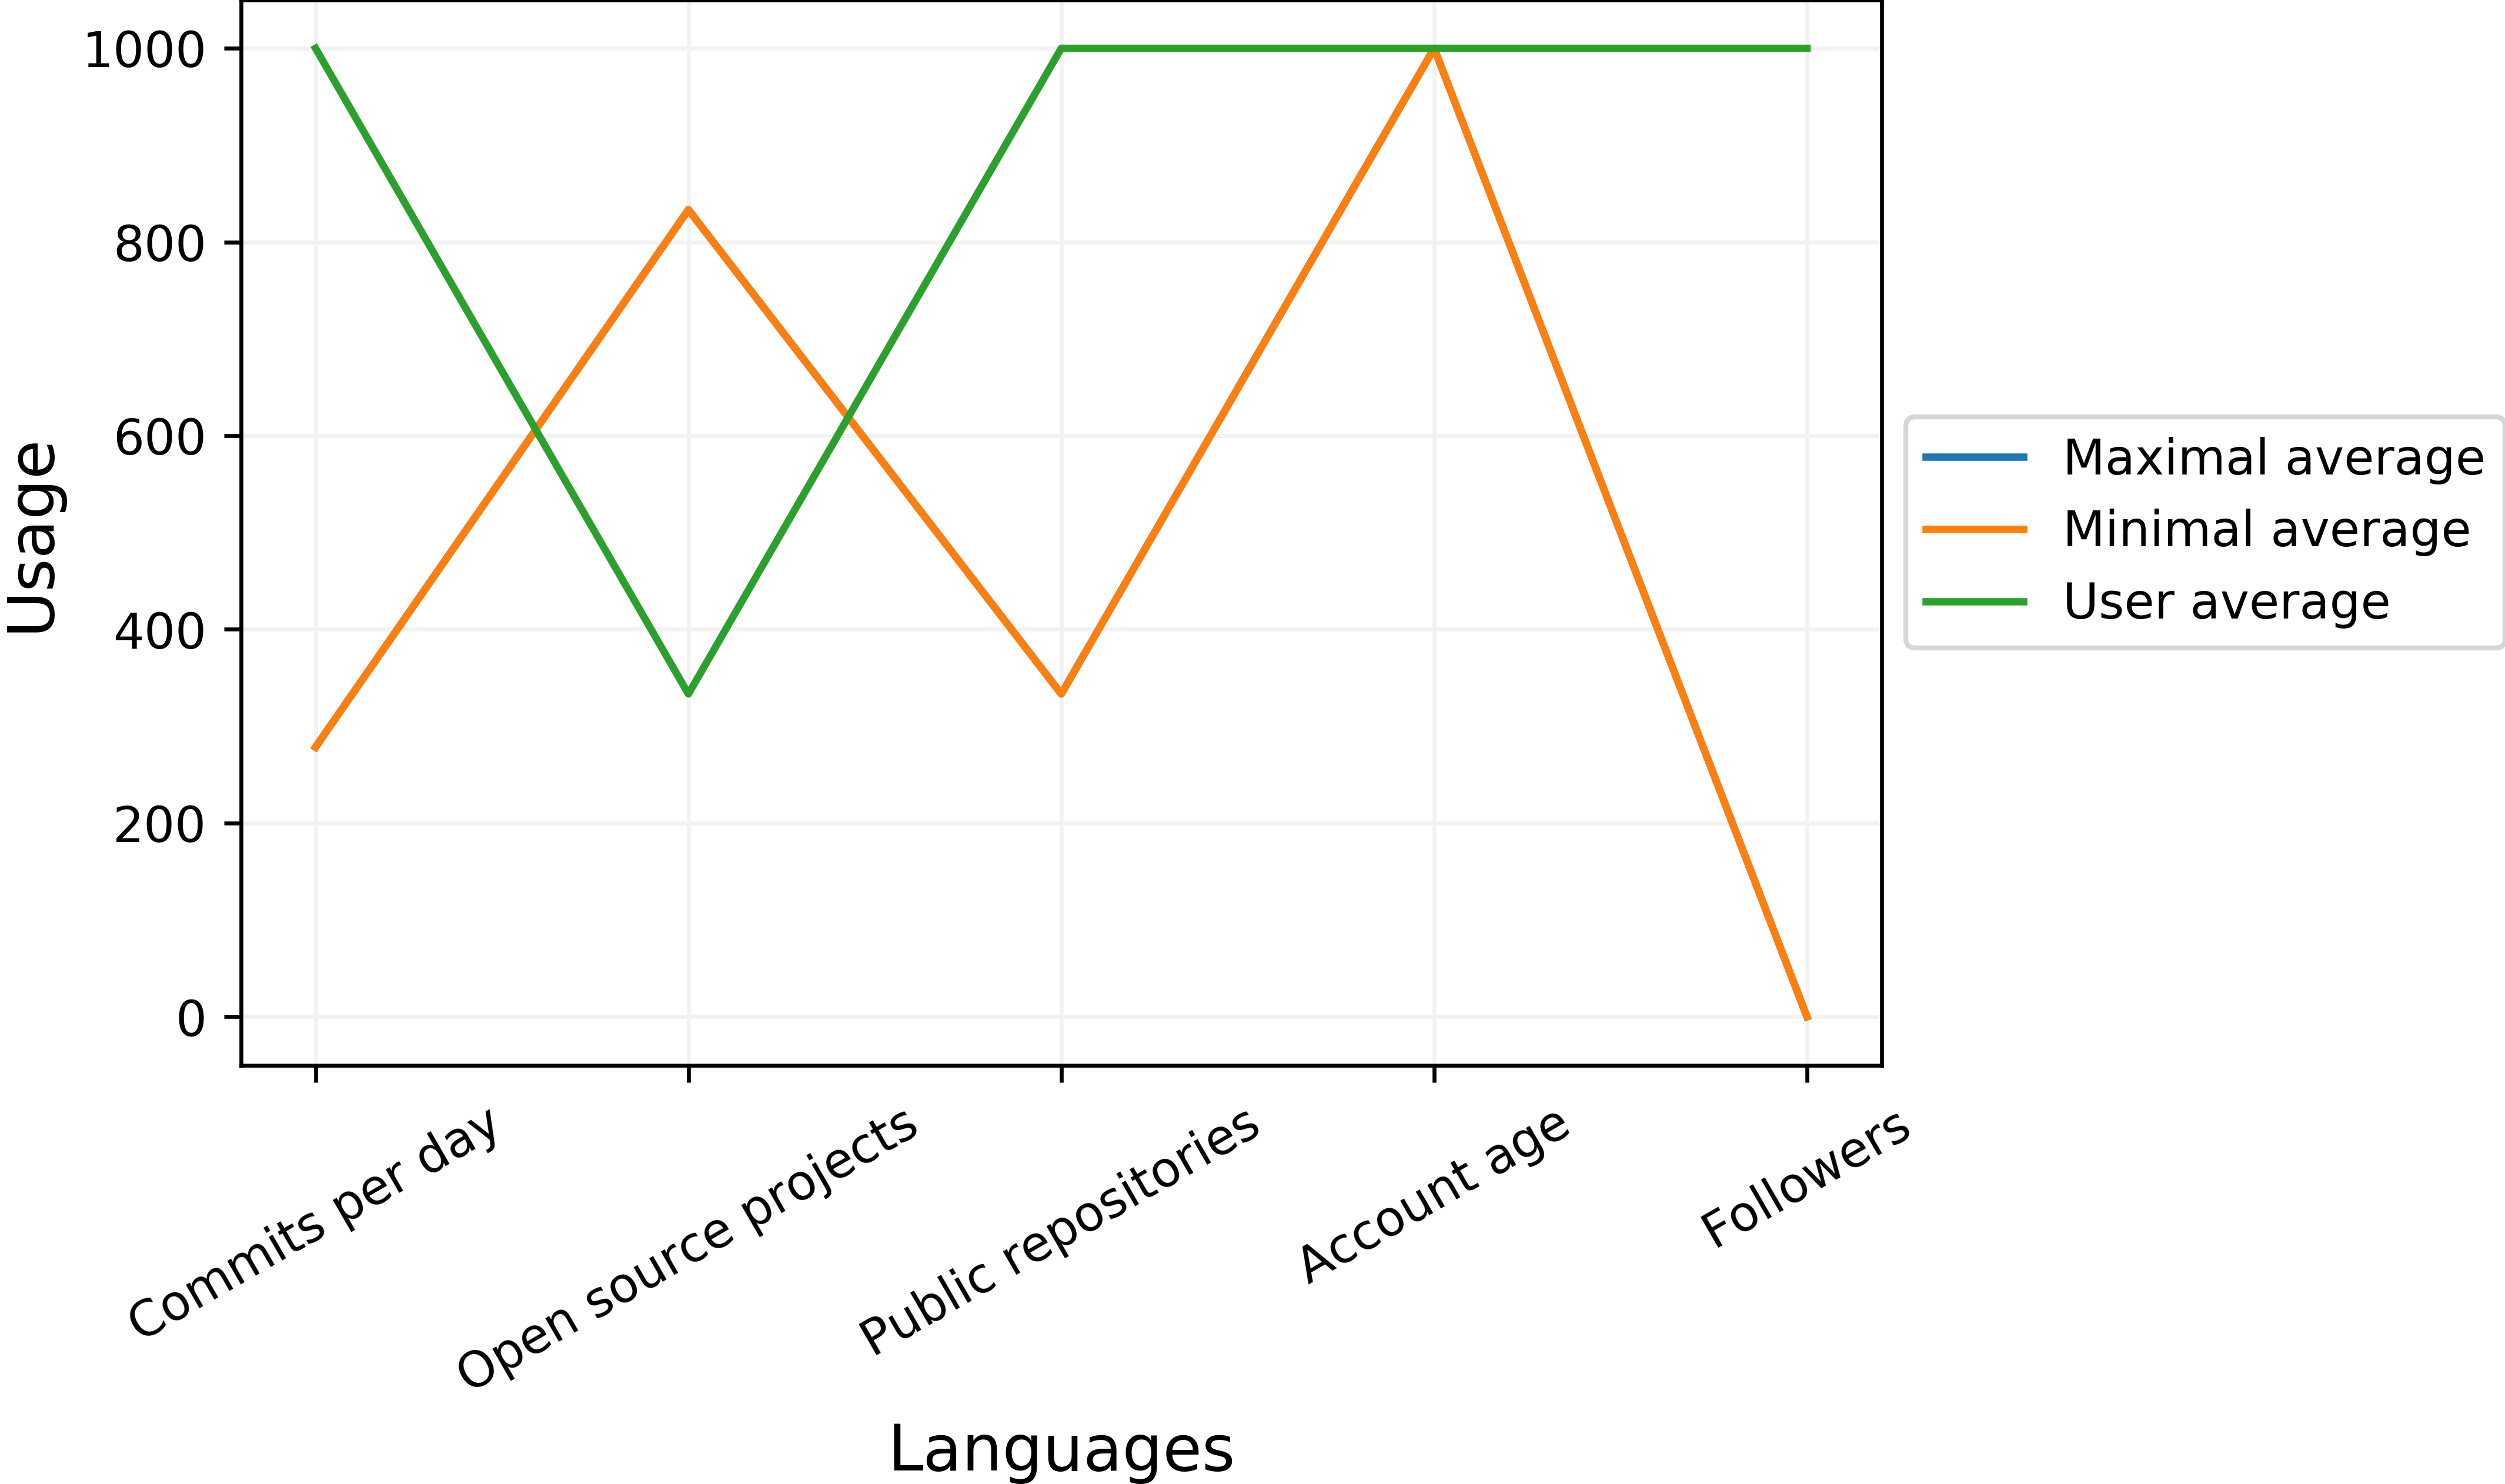 1000
800
600
400
200
0
Usage
Commits per day
Open source projects
Public repositories
Account age
Followers
Languages
Maximal average
Minimal average
User average